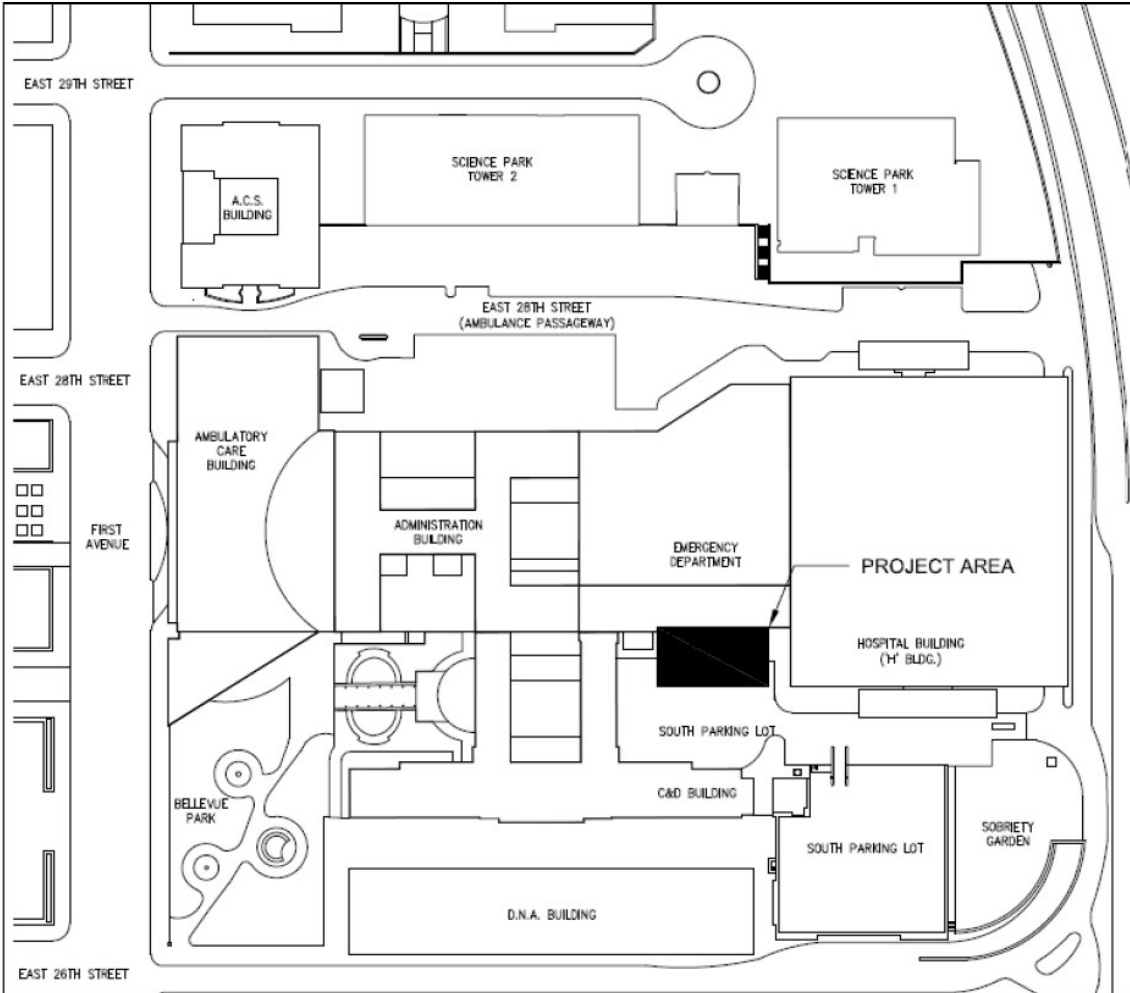 EAST 29TH STREET
SCIENCE PARK
TOWER 2
SCIENCE PARK
TOWER 1
A.C.S.
BUILDING
EAST 28TH STREET
(AMBULANCE PASSAGEWAY)
EAST 28TH STREET
AMBULATORY
CARE
BUILDING
FIRST
AVENUE
ADMINISTRATION
BUILDING
EMERGENCY
DEPARTMENT
PROJECT AREA
HOSPITAL BUILDING
('H' BLDG.)
SOUTH PARKING LOT
C&D BUILDING
BELLEVUE
PARK
SOUTH PARKING LOT
SOBRIETY
GARDEN
D.N.A. BUILDING
EAST 26TH STREET